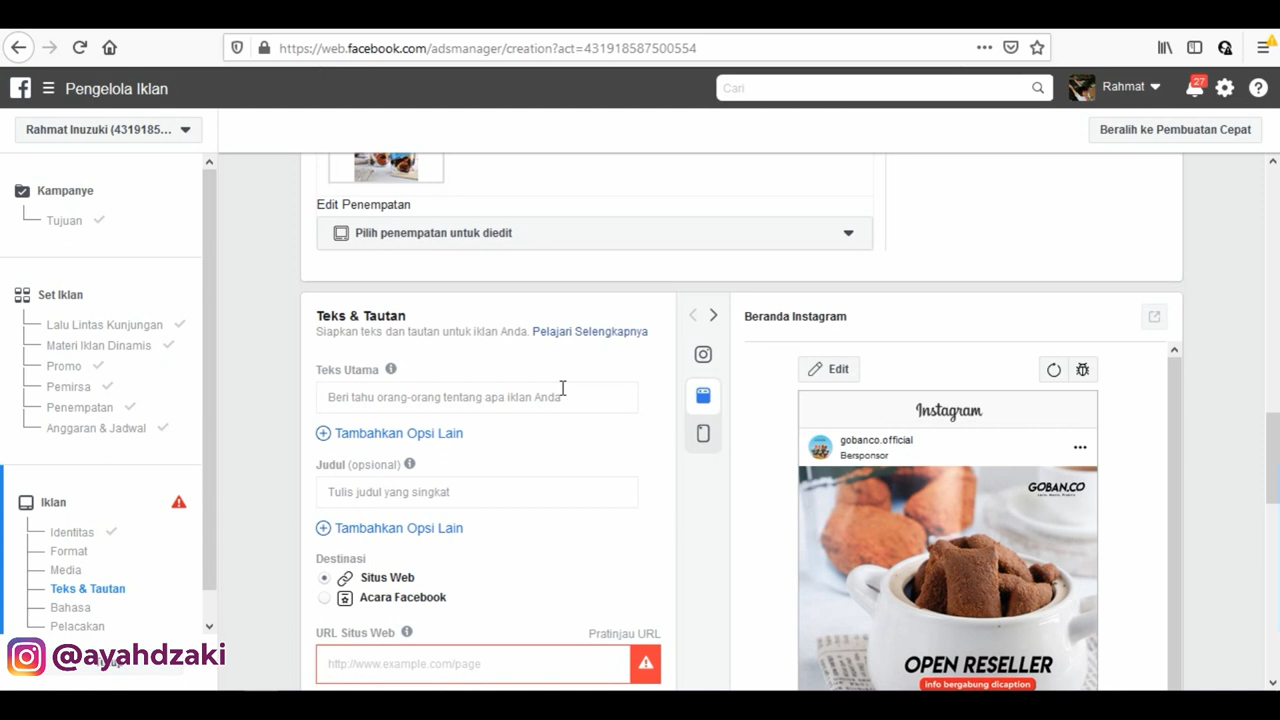 https://web.facebook.com/adsmanager/creation?act=431918587500554
Pengelola Iklan
Cari
Rahmat
27
Rahmat Inuzuki (4319185...
Beralih ke Pembuatan Cepat
Kampanye
Tujuan
Set Iklan
Lalu Lintas Kunjungan
Materi Iklan Dinamis
Promo
Pemirsa
Penempatan
Anggaran & Jadwal
Iklan
Identitas
Format
Media
Teks & Tautan
Bahasa
Pelacakan
@ayahdzaki
Edit Penempatan
Pilih penempatan untuk diedit
Teks & Tautan
Siapkan teks dan tautan untuk iklan Anda. Pelajari Selengkapnya
Teks Utama
Beri tahu orang-orang tentang apa iklan Anda
Tambahkan Opsi Lain
Judul (opsional)
Tulis judul yang singkat
Tambahkan Opsi Lain
Destinasi
Situs Web
Acara Facebook
URL Situs Web
Pratinjau URL
http://www.example.com/page
Beranda Instagram
Edit
Instagram
gobanco.official
Bersponsor
GOBAN.CO
OPEN RESELLER
info bergabung dicaption